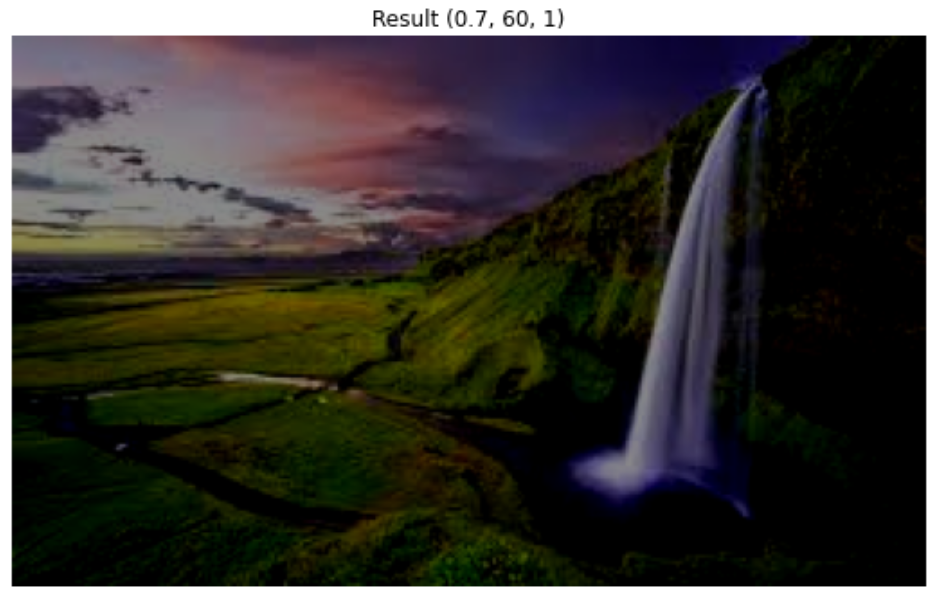 Result (0.7, 60, 1)